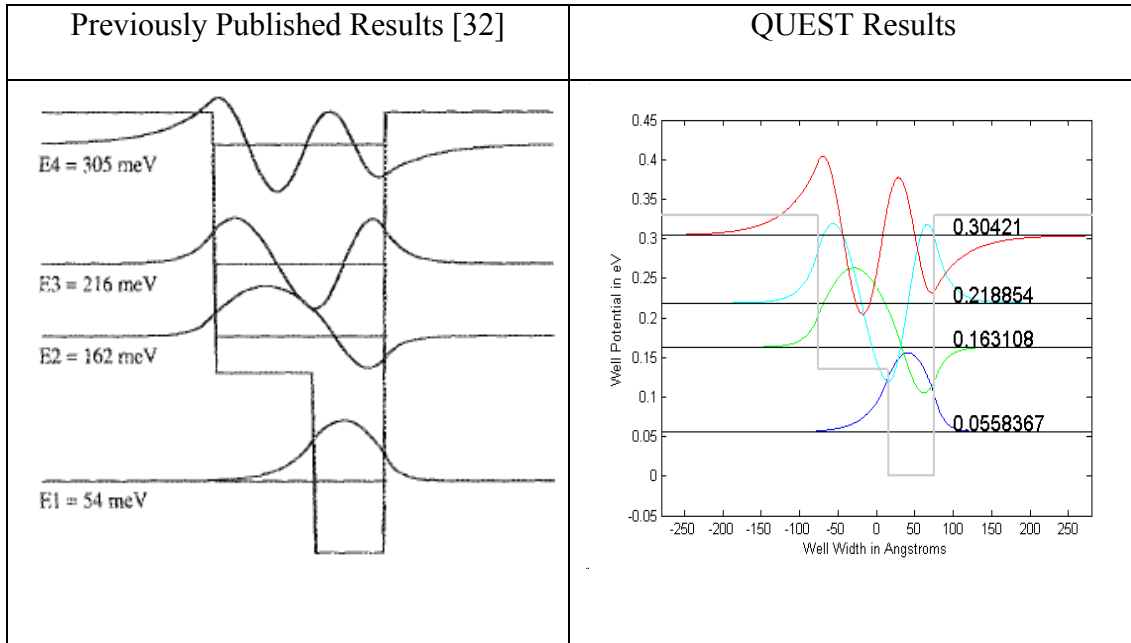 Previously Published Results [32]
QUEST Results
E4 = 305 meV
E3 = 216 meV
E2 = 162 meV
E1 = 54 meV
0.45
0.4
0.35
0.3
0.25
0.2
0.15
0.1
0.05
0
-0.05
Well Potential in eV
0.30421
0.218854
0.163108
0.0558367
-250 -200 -150 -100 -50 0 50 100 150 200 250
Well Width in Angstroms